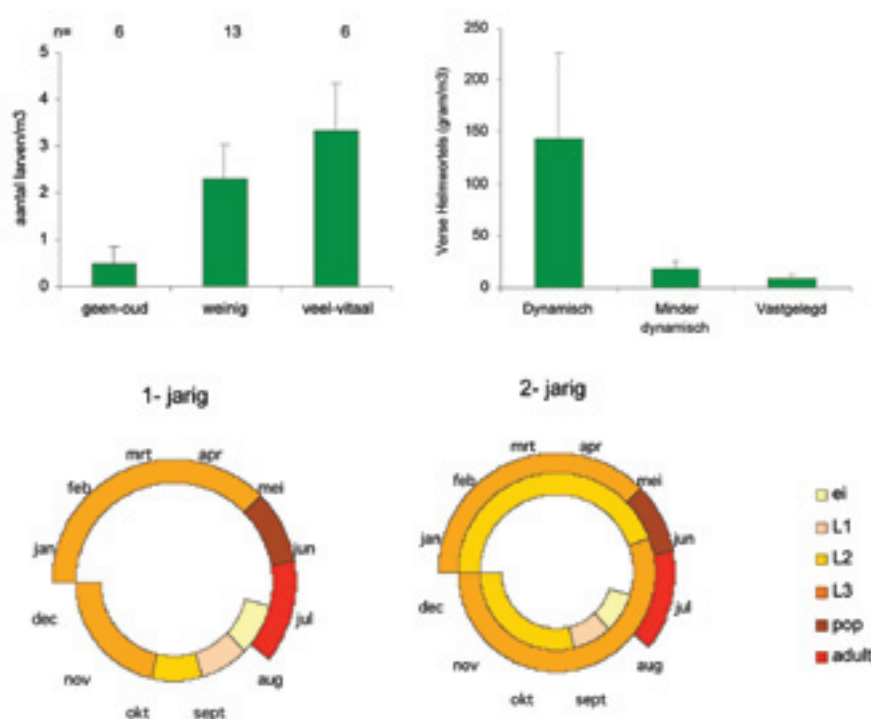 n= 6 13 6
aantal larven/m3
5
4
3
2
1
0
geen-oud weinig veel-vitaal
Verse Helmwortels (gram/m3)
250
200
150
100
50
0
Dynamisch Minder dynamisch Vastgelegd
1- jarig
jan
feb
mrt
apr
mei
jun
jul
aug
sept
okt
nov
dec
2- jarig
jan
feb
mrt
apr
mei
jun
jul
aug
sept
okt
nov
dec
ei
L1
L2
L3
pop
adult